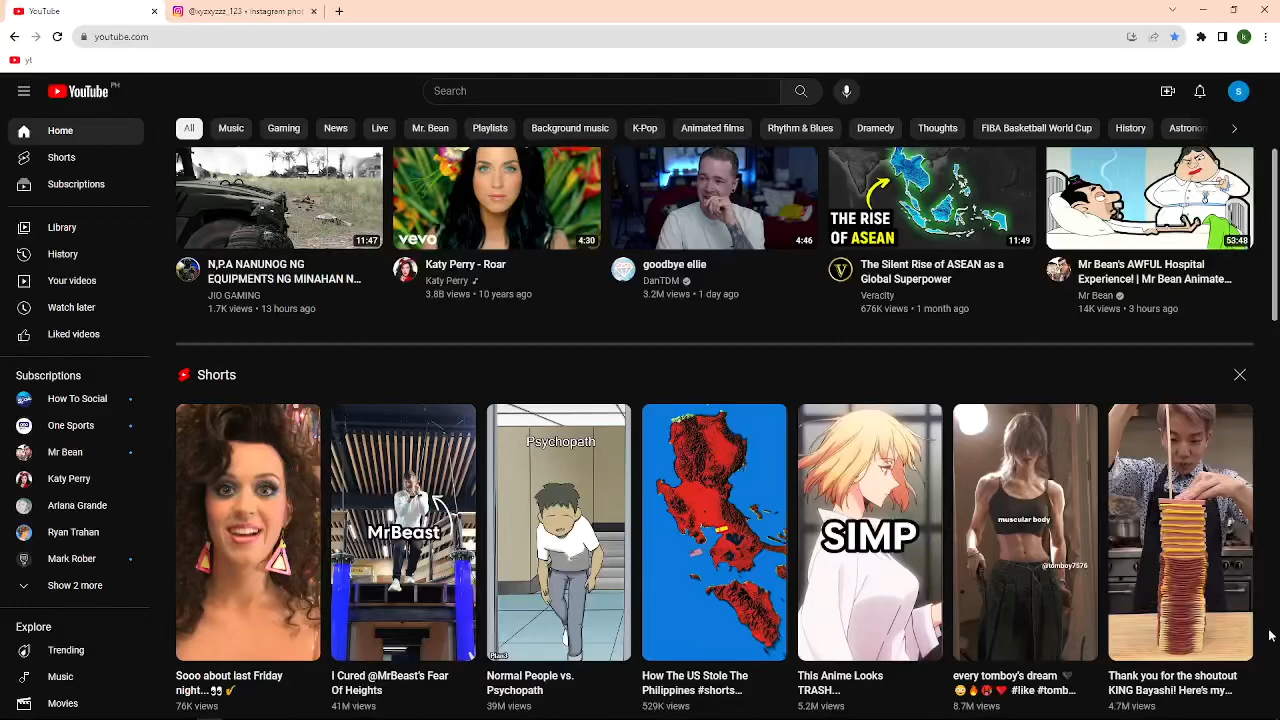 YouTube
@xyzxyzzz_123 • Instagram phot
youtube.com
k
yt
YouTube PH
Search
S
Home
Shorts
Subscriptions
Library
History
Your videos
Watch later
Liked videos
Subscriptions
How To Social
One Sports
Mr Bean
Katy Perry
Ariana Grande
Ryan Trahan
Mark Rober
Show 2 more
Explore
Trending
Music
Movies
All
Music
Gaming
News
Live
Mr. Bean
Playlists
Background music
K-Pop
Animated films
Rhythm & Blues
Dramedy
Thoughts
FIBA Basketball World Cup
History
Astronon
11:47
N,P.A NANUNOG NG
EQUIPMENTS NG MINAHAN N...
JIO GAMING
1.7K views • 13 hours ago
vevo
4:30
Katy Perry - Roar
Katy Perry
3.8B views • 10 years ago
4:46
goodbye ellie
DanTDM
3.2M views • 1 day ago
THE RISE
OF ASEAN
11:49
V
The Silent Rise of ASEAN as a
Global Superpower
Veracity
676K views • 1 month ago
53:48
Mr Bean's AWFUL Hospital
Experience! | Mr Bean Animate...
Mr Bean
14K views • 3 hours ago
Shorts
Sooo about last Friday
night...👀🎷
76K views
MrBeast
I Cured @MrBeast's Fear
Of Heights
41M views
Psychopath
Plan3
Normal People vs.
Psychopath
39M views
How The US Stole The
Philippines #shorts...
529K views
SIMP
This Anime Looks
TRASH...
5.2M views
muscular body
@tomboy7576
every tomboy's dream 🖤
😳🔥🥵❤️ #like #tomb...
8.7M views
Thank you for the shoutout
KING Bayashi! Here's my...
4.7M views